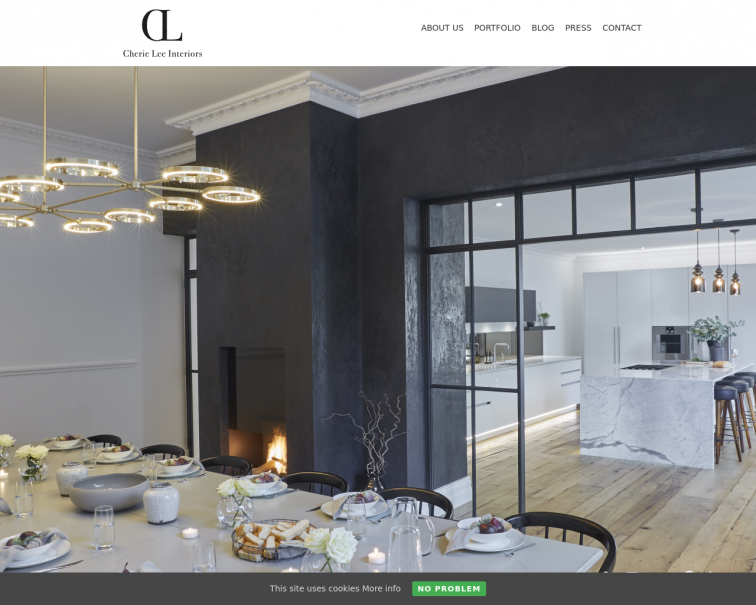 CL
Cherie Lee Interiors
ABOUT US PORTFOLIO BLOG PRESS CONTACT
This site uses cookies More info NO PROBLEM